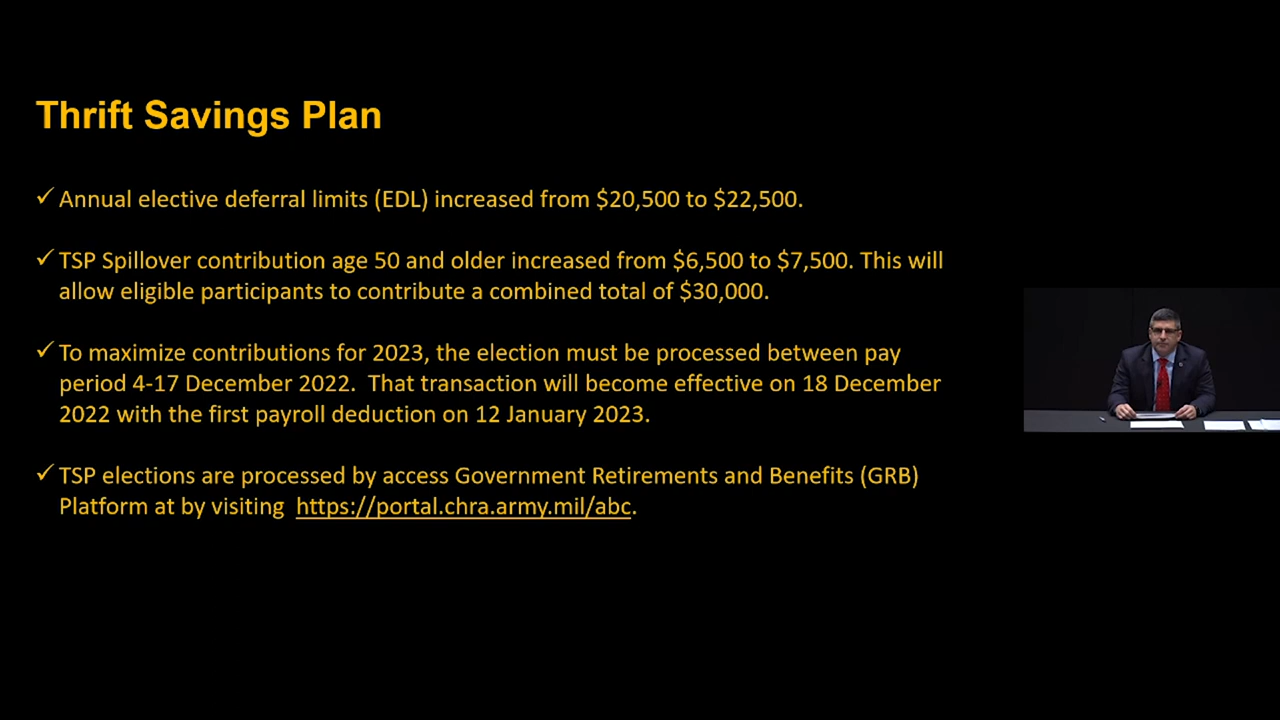 Thrift Savings Plan
✓ Annual elective deferral limits (EDL) increased from $20,500 to $22,500.
✓ TSP Spillover contribution age 50 and older increased from $6,500 to $7,500. This will
allow eligible participants to contribute a combined total of $30,000.
✓ To maximize contributions for 2023, the election must be processed between pay
period 4-17 December 2022.  That transaction will become effective on 18 December
2022 with the first payroll deduction on 12 January 2023.
✓ TSP elections are processed by access Government Retirements and Benefits (GRB)
Platform at by visiting  https://portal.chra.army.mil/abc.